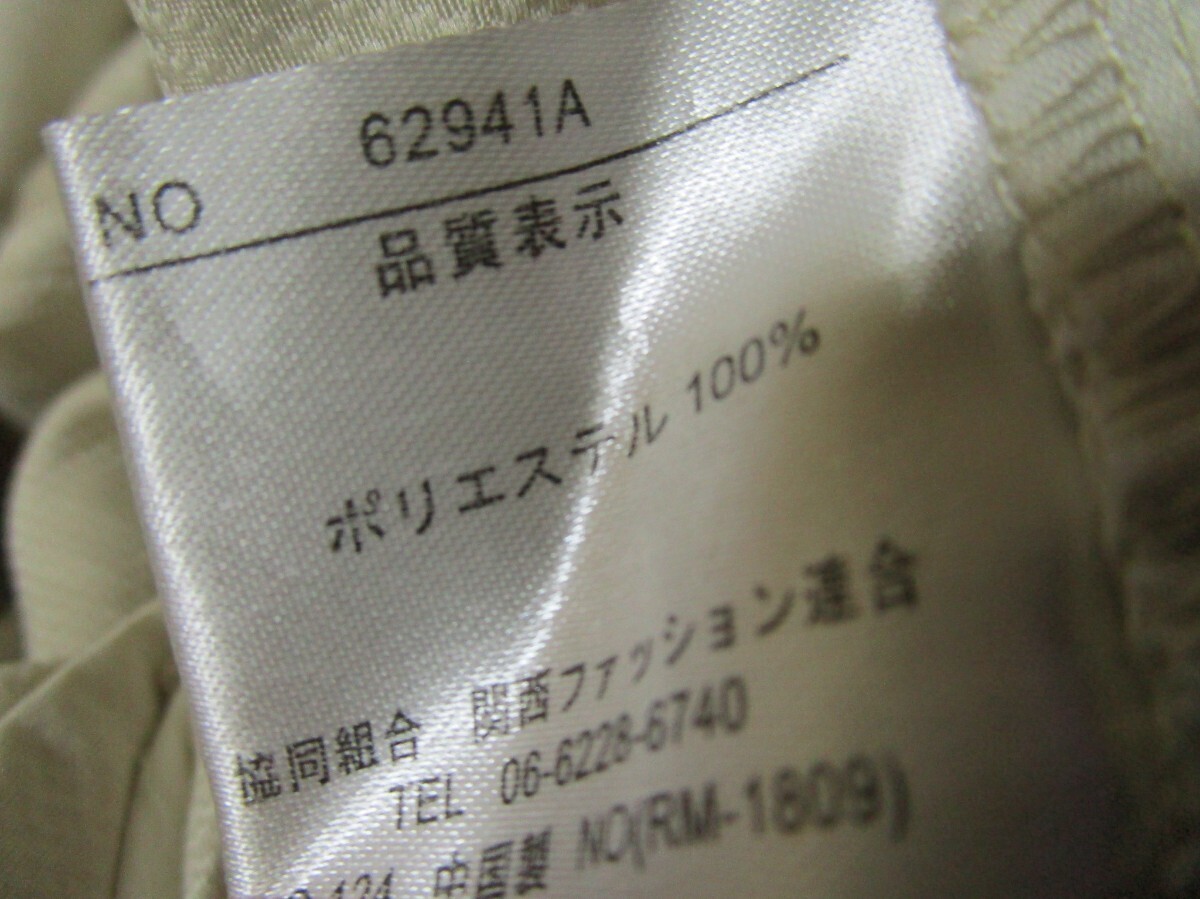 NO 62941A
品質表示
ポリエステル 100%
協同組合 関西ファッション連合
TEL 06-6228-6740
中国製 NO(RM-1809)